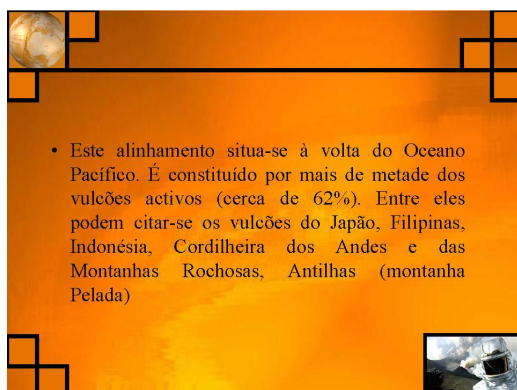 • Este alinhamento situa-se à volta do Oceano
Pacífico. É constituído por mais de metade dos
vulcões activos (cerca de 62%). Entre eles
podem citar-se os vulcões do Japão, Filipinas,
Indonésia, Cordilheira dos Andes e das
Montanhas Rochosas, Antilhas (montanha
Pelada)